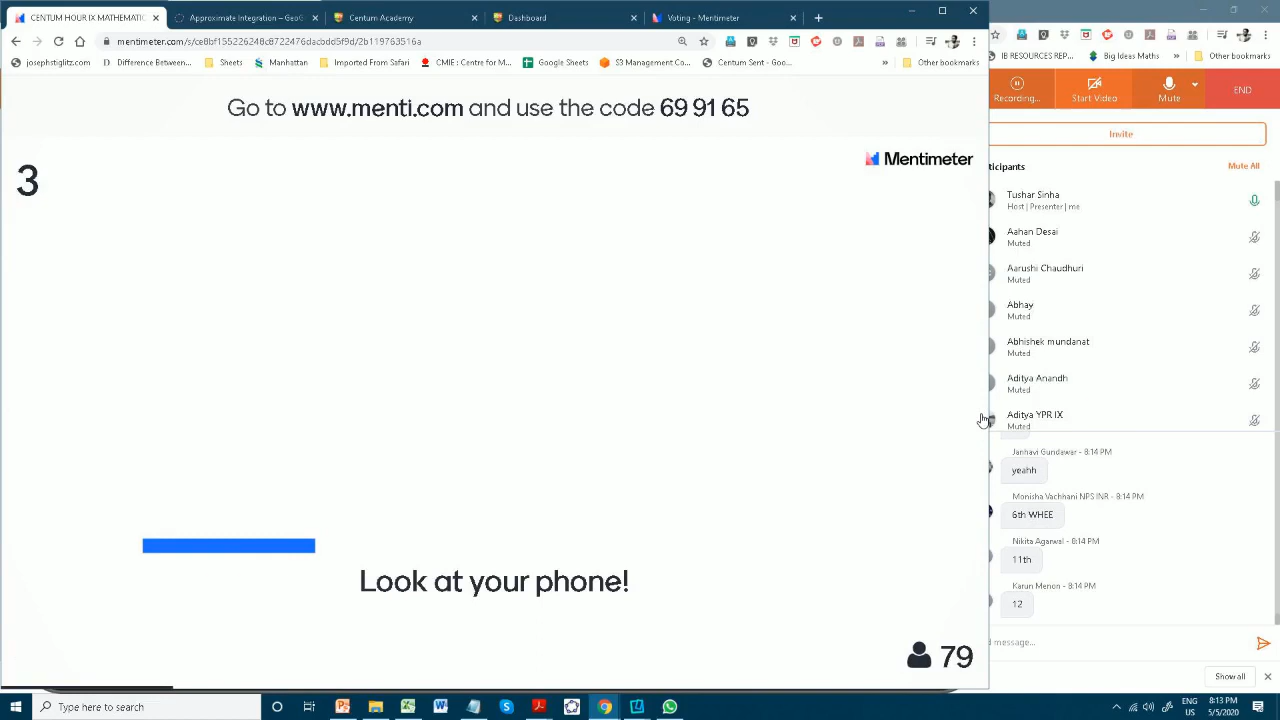 CENTUM HOUR IX MATHEMATIC
Approximate Integration – GeoG
Centum Academy
Dashboard
Voting - Mentimeter
Other bookmarks
josephstiglitz.com
Difference Between...
Sheets
Manhattan
Imported From Safari
CMIE : Centre for M...
Google Sheets
S3 Management Co...
Centum Sent - Goo...
Other bookmarks
IB RESOURCES REP...
Big Ideas Maths
Go to www.menti.com and use the code 69 91 65
3
Mentimeter
Look at your phone!
79
Recording...
Start Video
Mute
END
Invite
ticipants
Mute All
Tushar Sinha
Host | Presenter | me
Aahan Desai
Muted
Aarushi Chaudhuri
Muted
Abhay
Muted
Abhishek mundanat
Muted
Aditya Anandh
Muted
Aditya YPR IX
Muted
Janhavi Gundawar - 8:14 PM
yeahh
Monisha Vachhani NPS INR - 8:14 PM
6th WHEE
Nikita Agarwal - 8:14 PM
11th
Karun Menon - 8:14 PM
12
message...
Show all
Type here to search
ENG
US
8:13 PM
5/5/2020